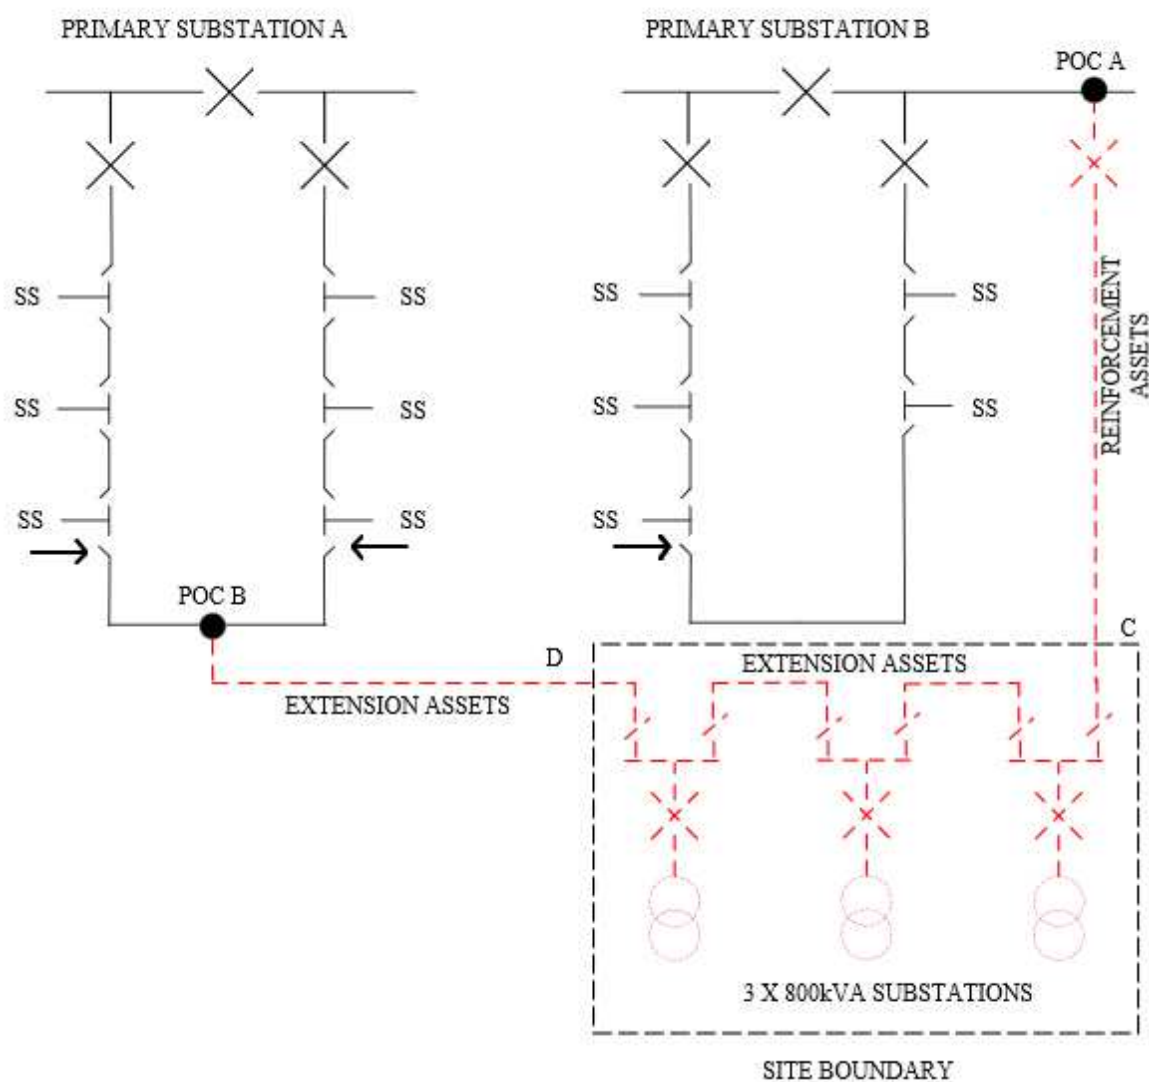 PRIMARY SUBSTATION A
PRIMARY SUBSTATION B
POC A
SS
SS
SS
SS
SS
SS
SS
SS
SS
SS
SS
REINFORCEMENT
ASSETS
POC B
C
D
EXTENSION ASSETS
EXTENSION ASSETS
3 X 800kVA SUBSTATIONS
SITE BOUNDARY